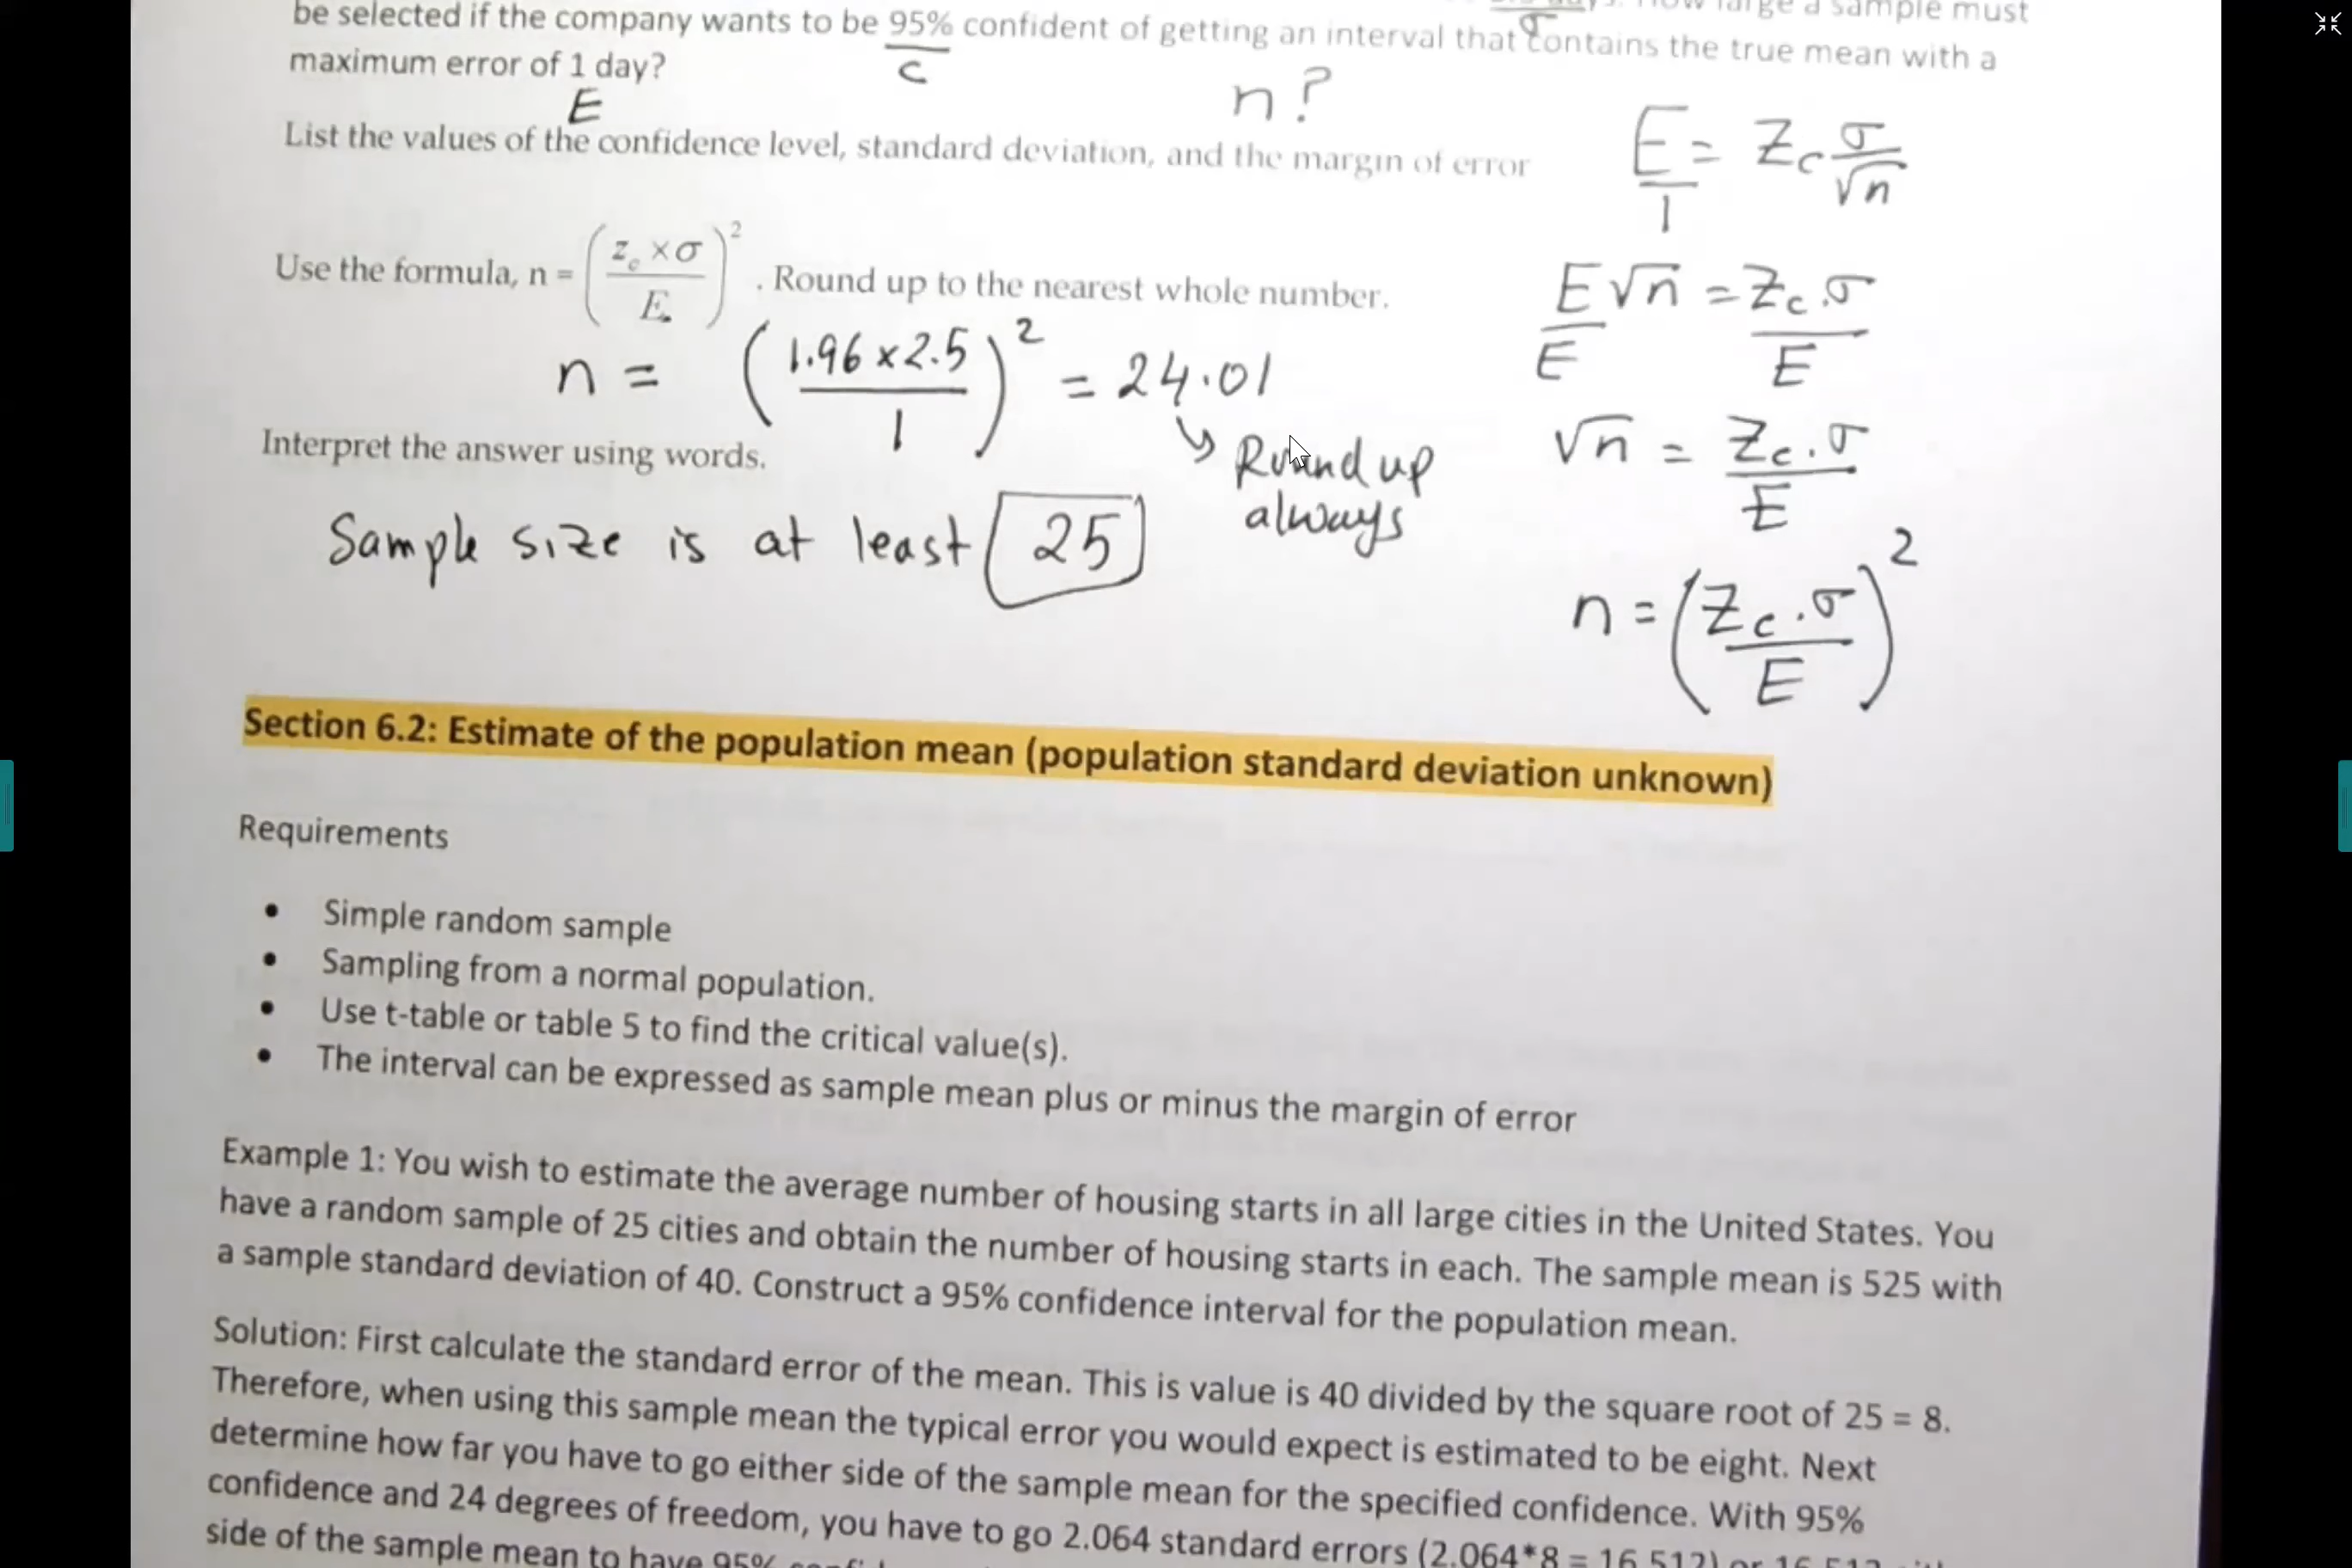 large a sample must
be selected if the company wants to be 95% confident of getting an interval that contains the true mean with a
σ
maximum error of 1 day?
c
E
n?
List the values of the confidence level, standard deviation, and the margin of error
E = Zc σ/√n
1
Use the formula, n = (zc × σ / E)². Round up to the nearest whole number.
E√n = Zc.σ
E E
n = (1.96 × 2.5 / 1)² = 24.01
Round up
always
√n = Zc.σ / E
Interpret the answer using words.
Sample size is at least 25
n = (Zc.σ / E)²
Section 6.2: Estimate of the population mean (population standard deviation unknown)
Requirements
• Simple random sample
• Sampling from a normal population.
• Use t-table or table 5 to find the critical value(s).
• The interval can be expressed as sample mean plus or minus the margin of error
Example 1: You wish to estimate the average number of housing starts in all large cities in the United States. You
have a random sample of 25 cities and obtain the number of housing starts in each. The sample mean is 525 with
a sample standard deviation of 40. Construct a 95% confidence interval for the population mean.
Solution: First calculate the standard error of the mean. This is value is 40 divided by the square root of 25 = 8.
Therefore, when using this sample mean the typical error you would expect is estimated to be eight. Next
determine how far you have to go either side of the sample mean for the specified confidence. With 95%
confidence and 24 degrees of freedom, you have to go 2.064 standard errors (2.064*8 = 16.512) or 16.512
side of the sample mean to have 95%